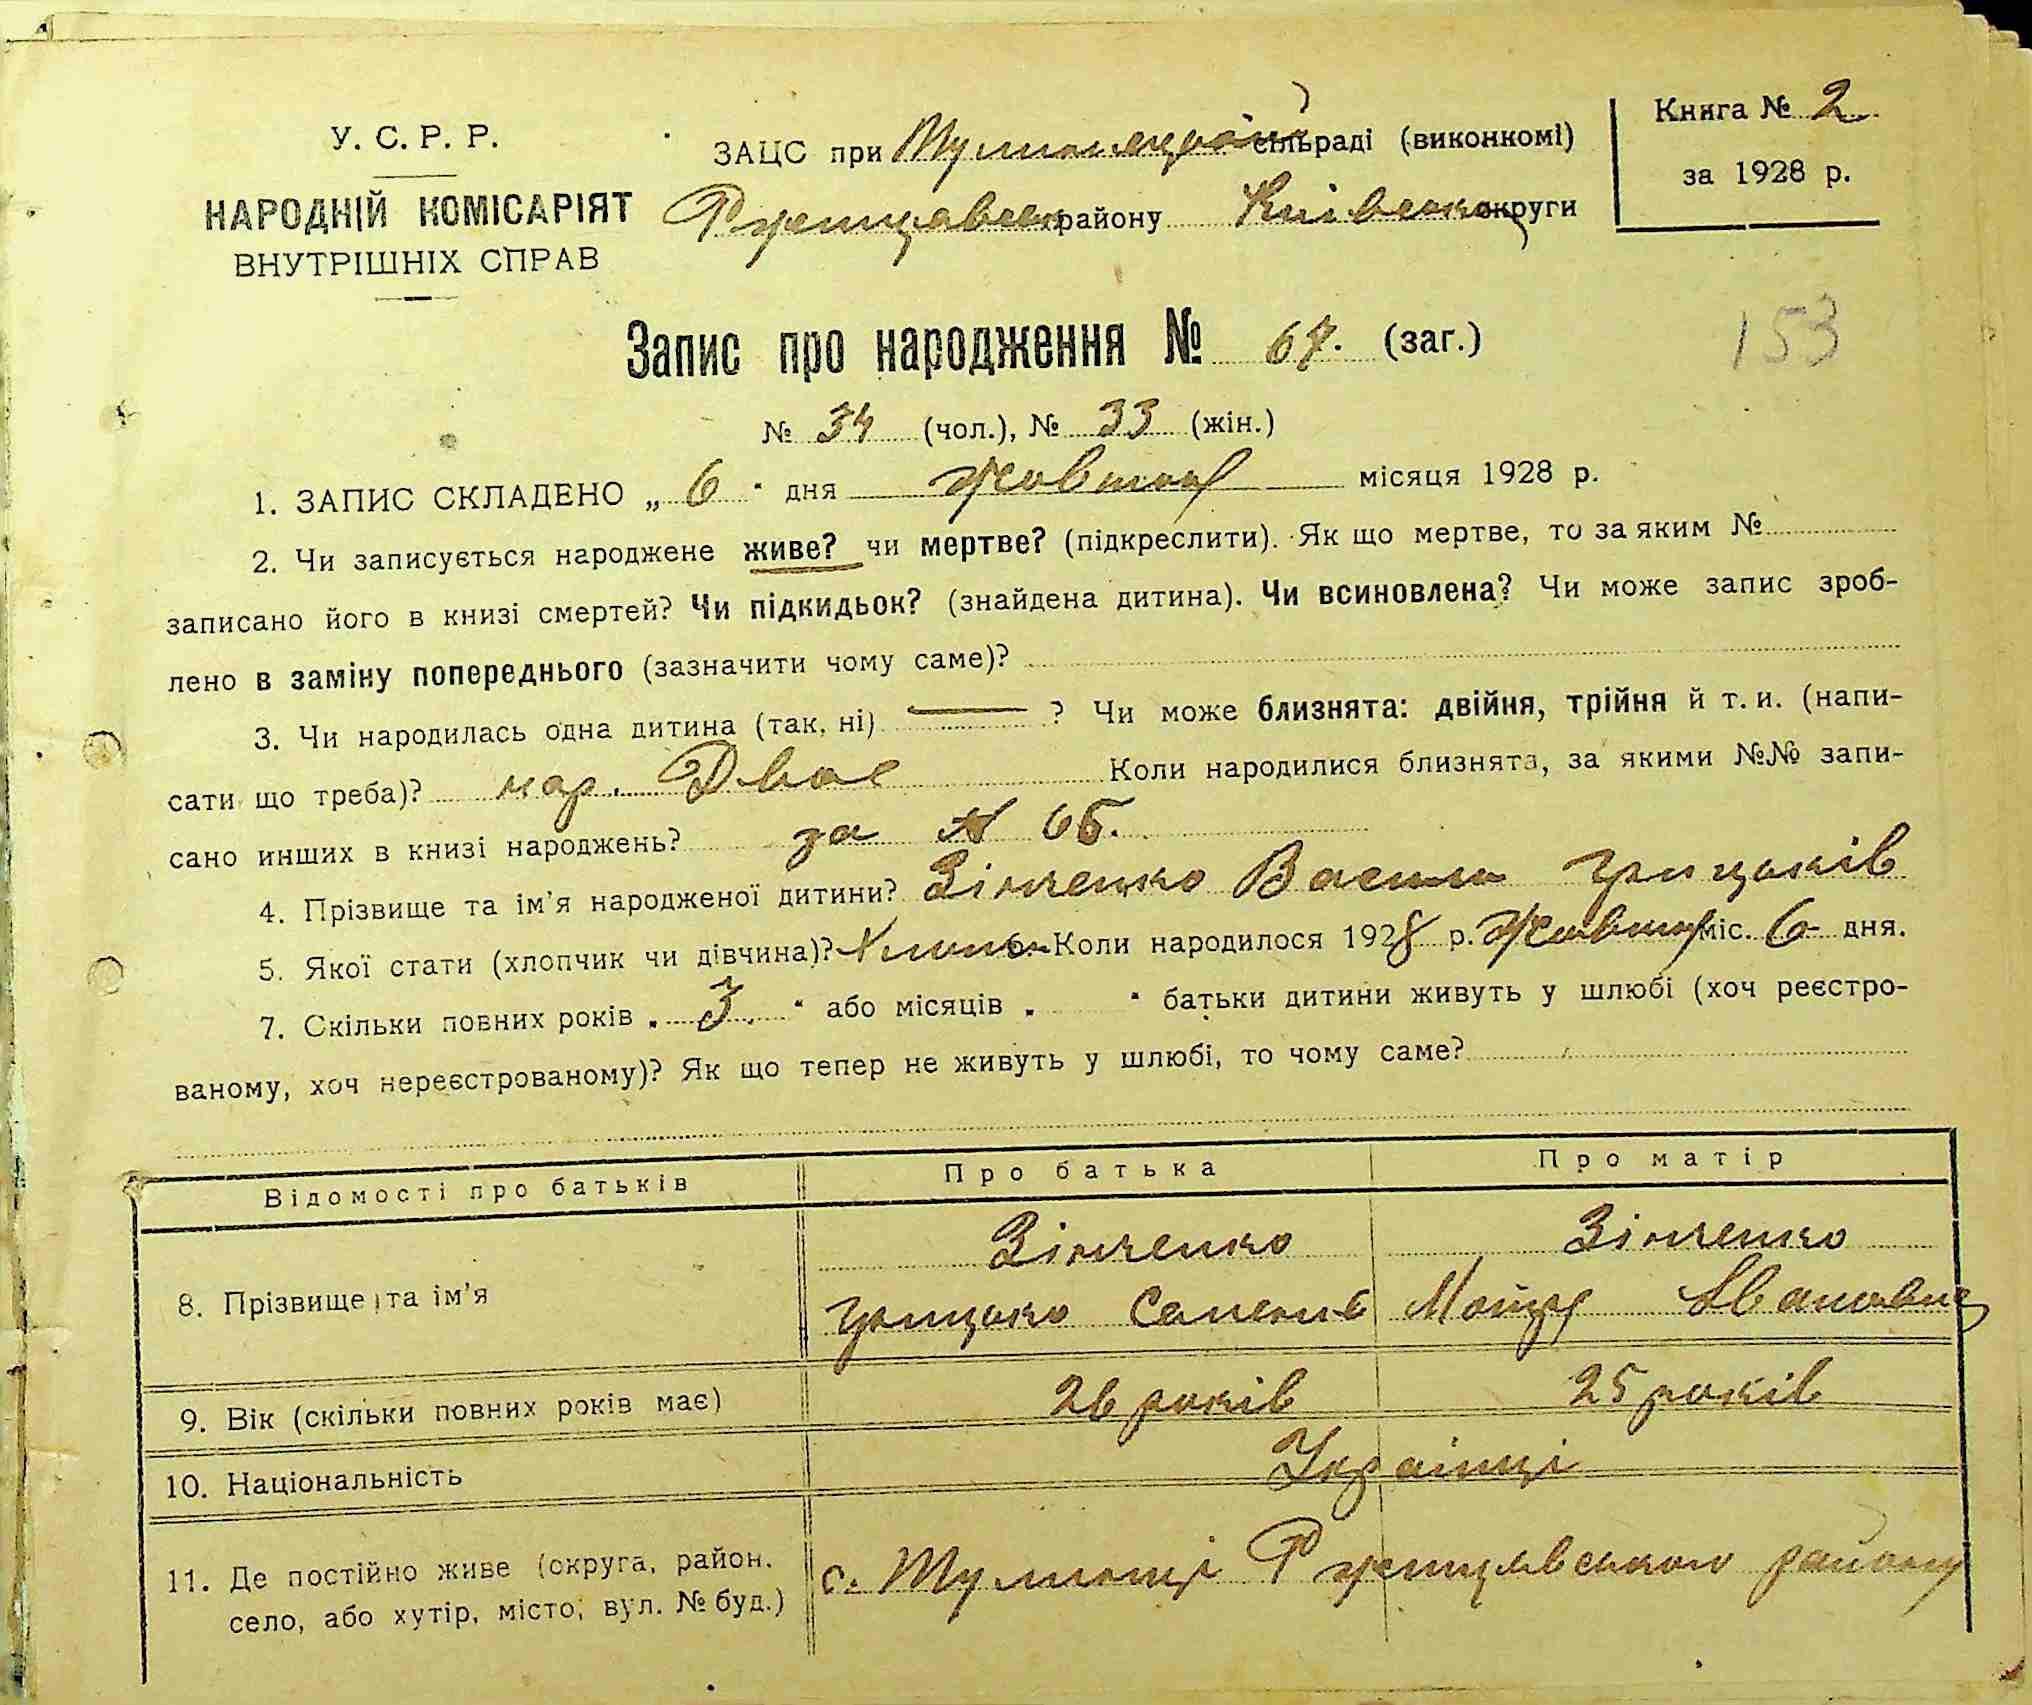 У. С. Р. Р.
НАРОДНІЙ КОМІСАРІЯТ
ВНУТРІШНІХ СПРАВ
ЗАЦС при сільраді (виконкомі)
району округи
Книга № 2
за 1928 р.
153
Запис про народження № 67. (заг.)
№ 34 (чол.), № 33 (жін.)
1. ЗАПИС СКЛАДЕНО „ 6 " дня Жовтня місяця 1928 р.
2. Чи записується народжене живе? чи мертве? (підкреслити). Як що мертве, то за яким №
записано його в книзі смертей? Чи підкидьок? (знайдена дитина). Чи всиновлена? Чи може запис зроб-
лено в заміну попереднього (зазначити чому саме)?
3. Чи народилась одна дитина (так, ні) — ? Чи може близнята: двійня, трійня й т. и. (напи-
сати що треба)? нар. Двоє Коли народилися близнята, за якими №№ запи-
сано инших в книзі народжень? за № 66.
4. Прізвище та ім'я народженої дитини? Зінченко Василь Грицьків
5. Якої стати (хлопчик чи дівчина)? Коли народилося 1928 р. Жовтня міс. 6 дня.
7. Скільки повних років „ 3 " або місяців „ " батьки дитини живуть у шлюбі (хоч реєстро-
ваному, хоч нереєстрованому)? Як що тепер не живуть у шлюбі, то чому саме?
Відомості про батьків Про батька Про матір
8. Прізвище та ім'я
Зінченко Зінченко
Грицько Ивановна
9. Вік (скільки повних років має) 26 років 25 років
10. Національність Українці
11. Де постійно живе (округа, район,
село, або хутір, місто, вул. № буд.)
с. Тулинці Ржищівського району